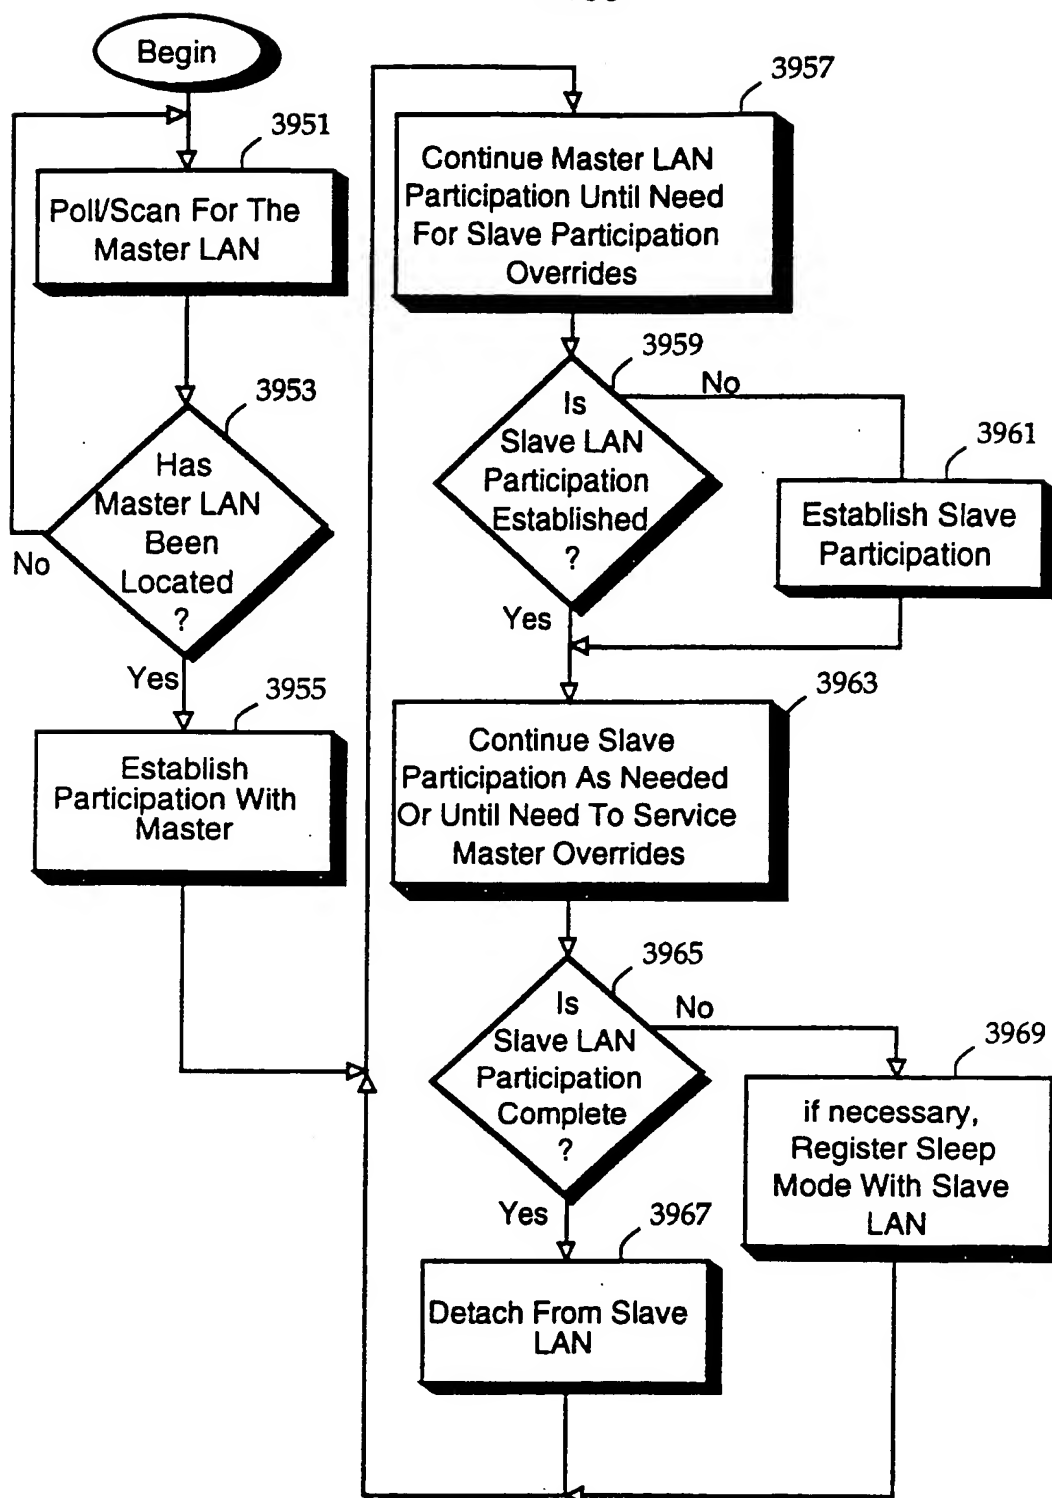 Begin
3951
Poll/Scan For The
Master LAN
3953
Has
Master LAN
Been
Located
?
No
Yes
3955
Establish
Participation With
Master
3957
Continue Master LAN
Participation Until Need
For Slave Participation
Overrides
3959
Is
Slave LAN
Participation
Established
?
No
Yes
3961
Establish Slave
Participation
3963
Continue Slave
Participation As Needed
Or Until Need To Service
Master Overrides
3965
Is
Slave LAN
Participation
Complete
?
No
Yes
3967
Detach From Slave
LAN
3969
if necessary,
Register Sleep
Mode With Slave
LAN